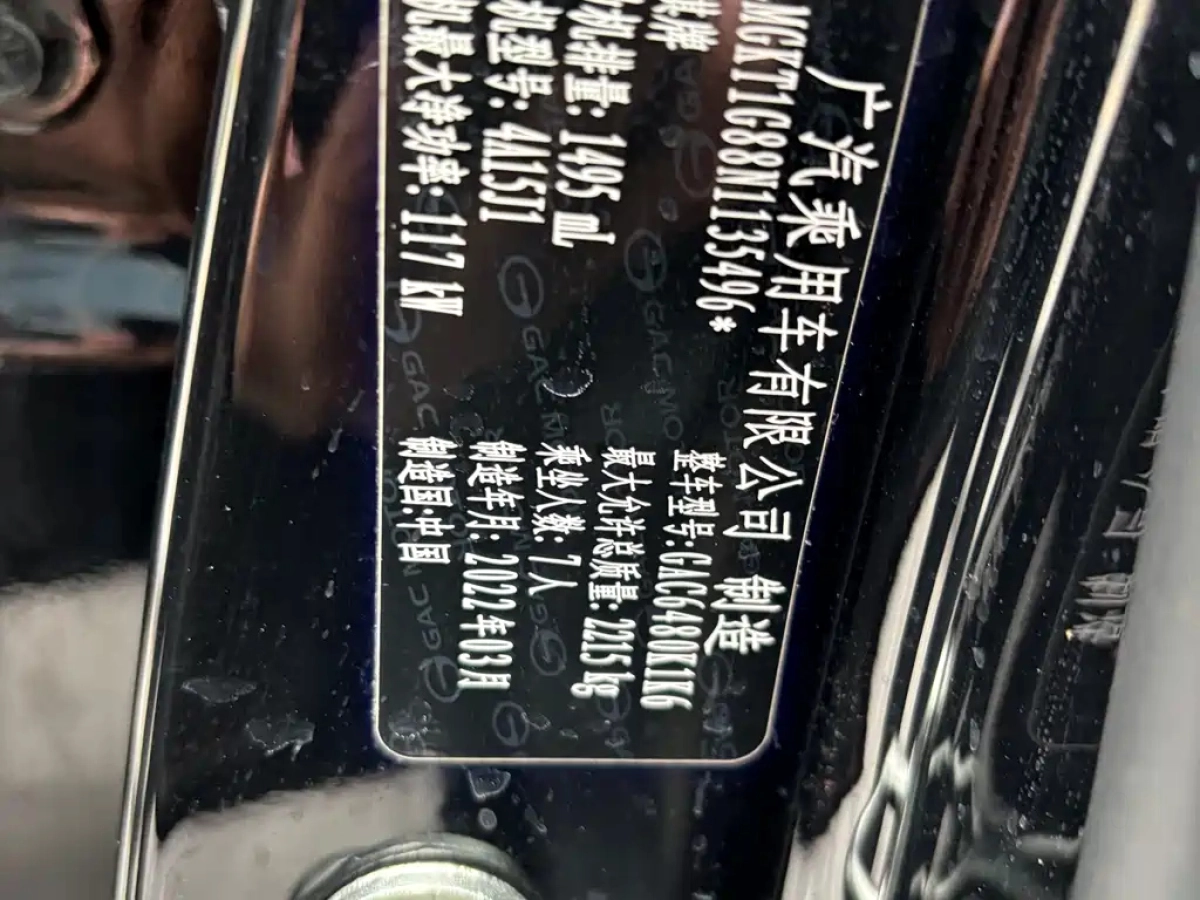 广汽乘用车有限公司 制造
MGKT1G88N1135496*
整车型号:GAC6480K1K6
排量: 1495 mL
最大允许总质量: 2215 kg
机型号: 4A15J1
乘坐人数: 7人
最大净功率: 117 kW
制造年月: 2022年03月
制造国:中国
GAC MOTOR